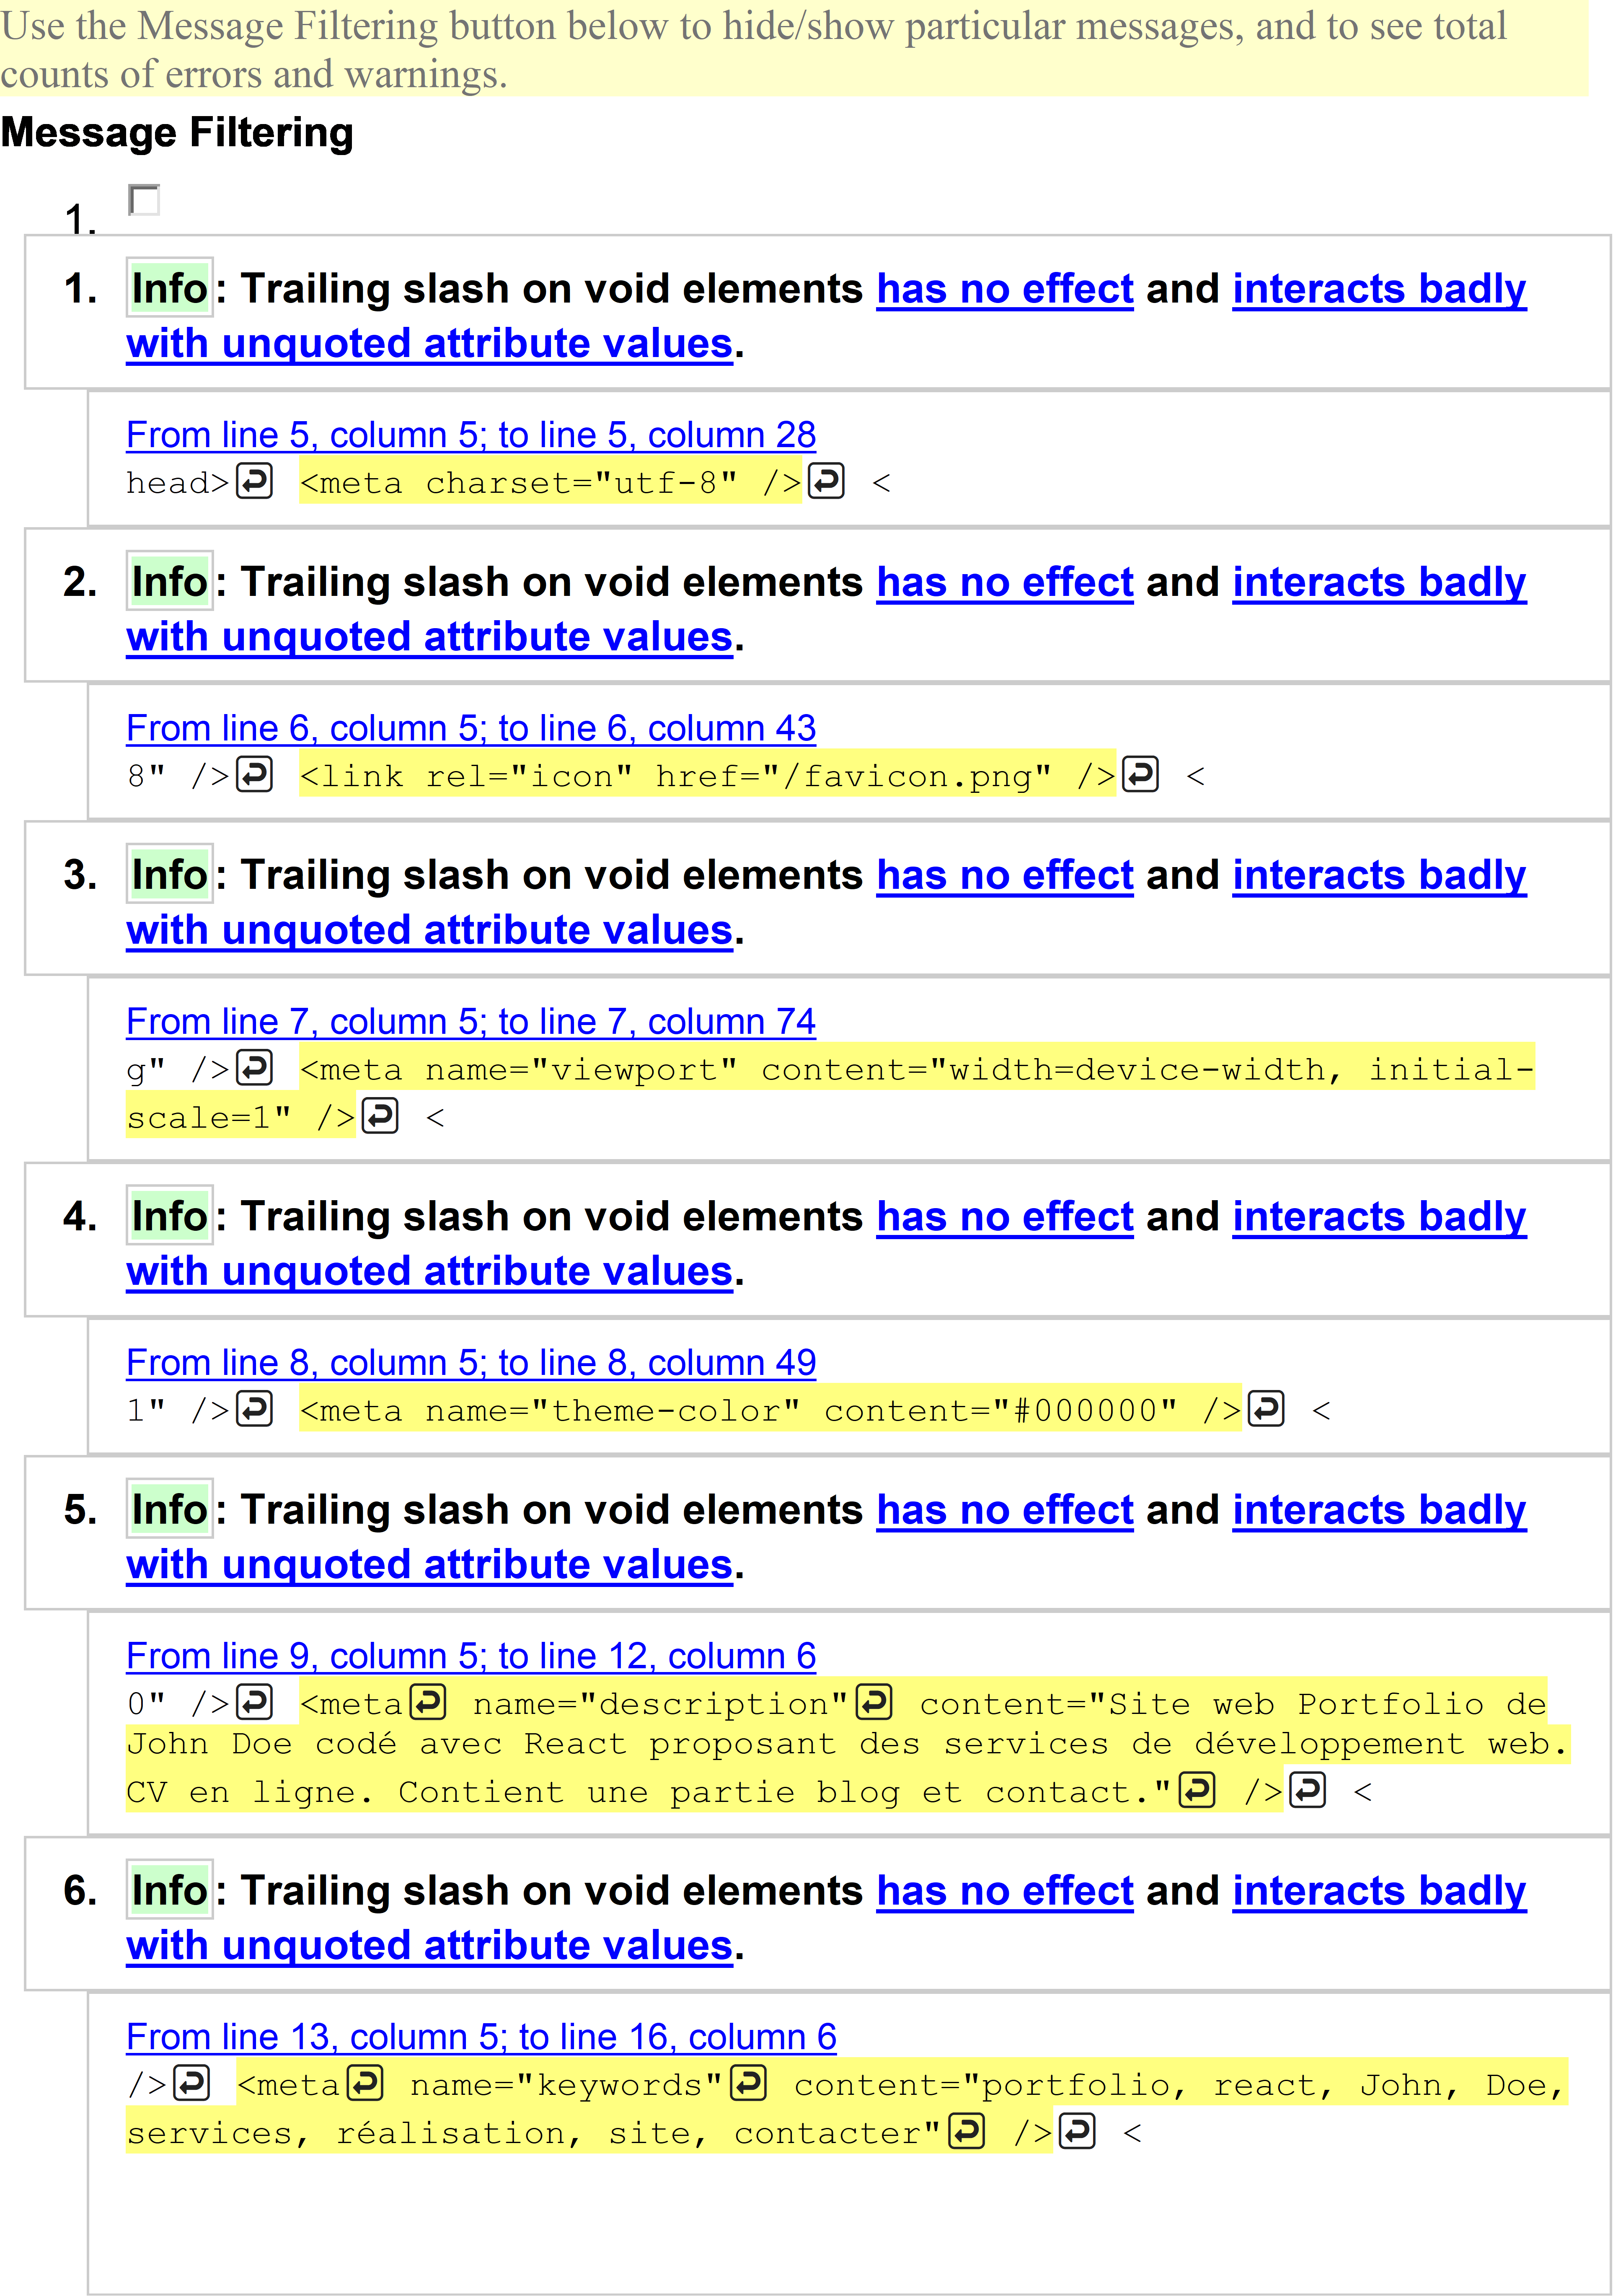 Use the Message Filtering button below to hide/show particular messages, and to see total
counts of errors and warnings.
Message Filtering
1.
1. Info: Trailing slash on void elements has no effect and interacts badly
with unquoted attribute values.
From line 5, column 5; to line 5, column 28
head>↩ <meta charset="utf-8" />↩ <
2. Info: Trailing slash on void elements has no effect and interacts badly
with unquoted attribute values.
From line 6, column 5; to line 6, column 43
8" />↩ <link rel="icon" href="/favicon.png" />↩ <
3. Info: Trailing slash on void elements has no effect and interacts badly
with unquoted attribute values.
From line 7, column 5; to line 7, column 74
g" />↩ <meta name="viewport" content="width=device-width, initial-
scale=1" />↩ <
4. Info: Trailing slash on void elements has no effect and interacts badly
with unquoted attribute values.
From line 8, column 5; to line 8, column 49
1" />↩ <meta name="theme-color" content="#000000" />↩ <
5. Info: Trailing slash on void elements has no effect and interacts badly
with unquoted attribute values.
From line 9, column 5; to line 12, column 6
0" />↩ <meta↩ name="description"↩ content="Site web Portfolio de
John Doe codé avec React proposant des services de développement web.
CV en ligne. Contient une partie blog et contact."↩ />↩ <
6. Info: Trailing slash on void elements has no effect and interacts badly
with unquoted attribute values.
From line 13, column 5; to line 16, column 6
/>↩ <meta↩ name="keywords"↩ content="portfolio, react, John, Doe,
services, réalisation, site, contacter"↩ />↩ <